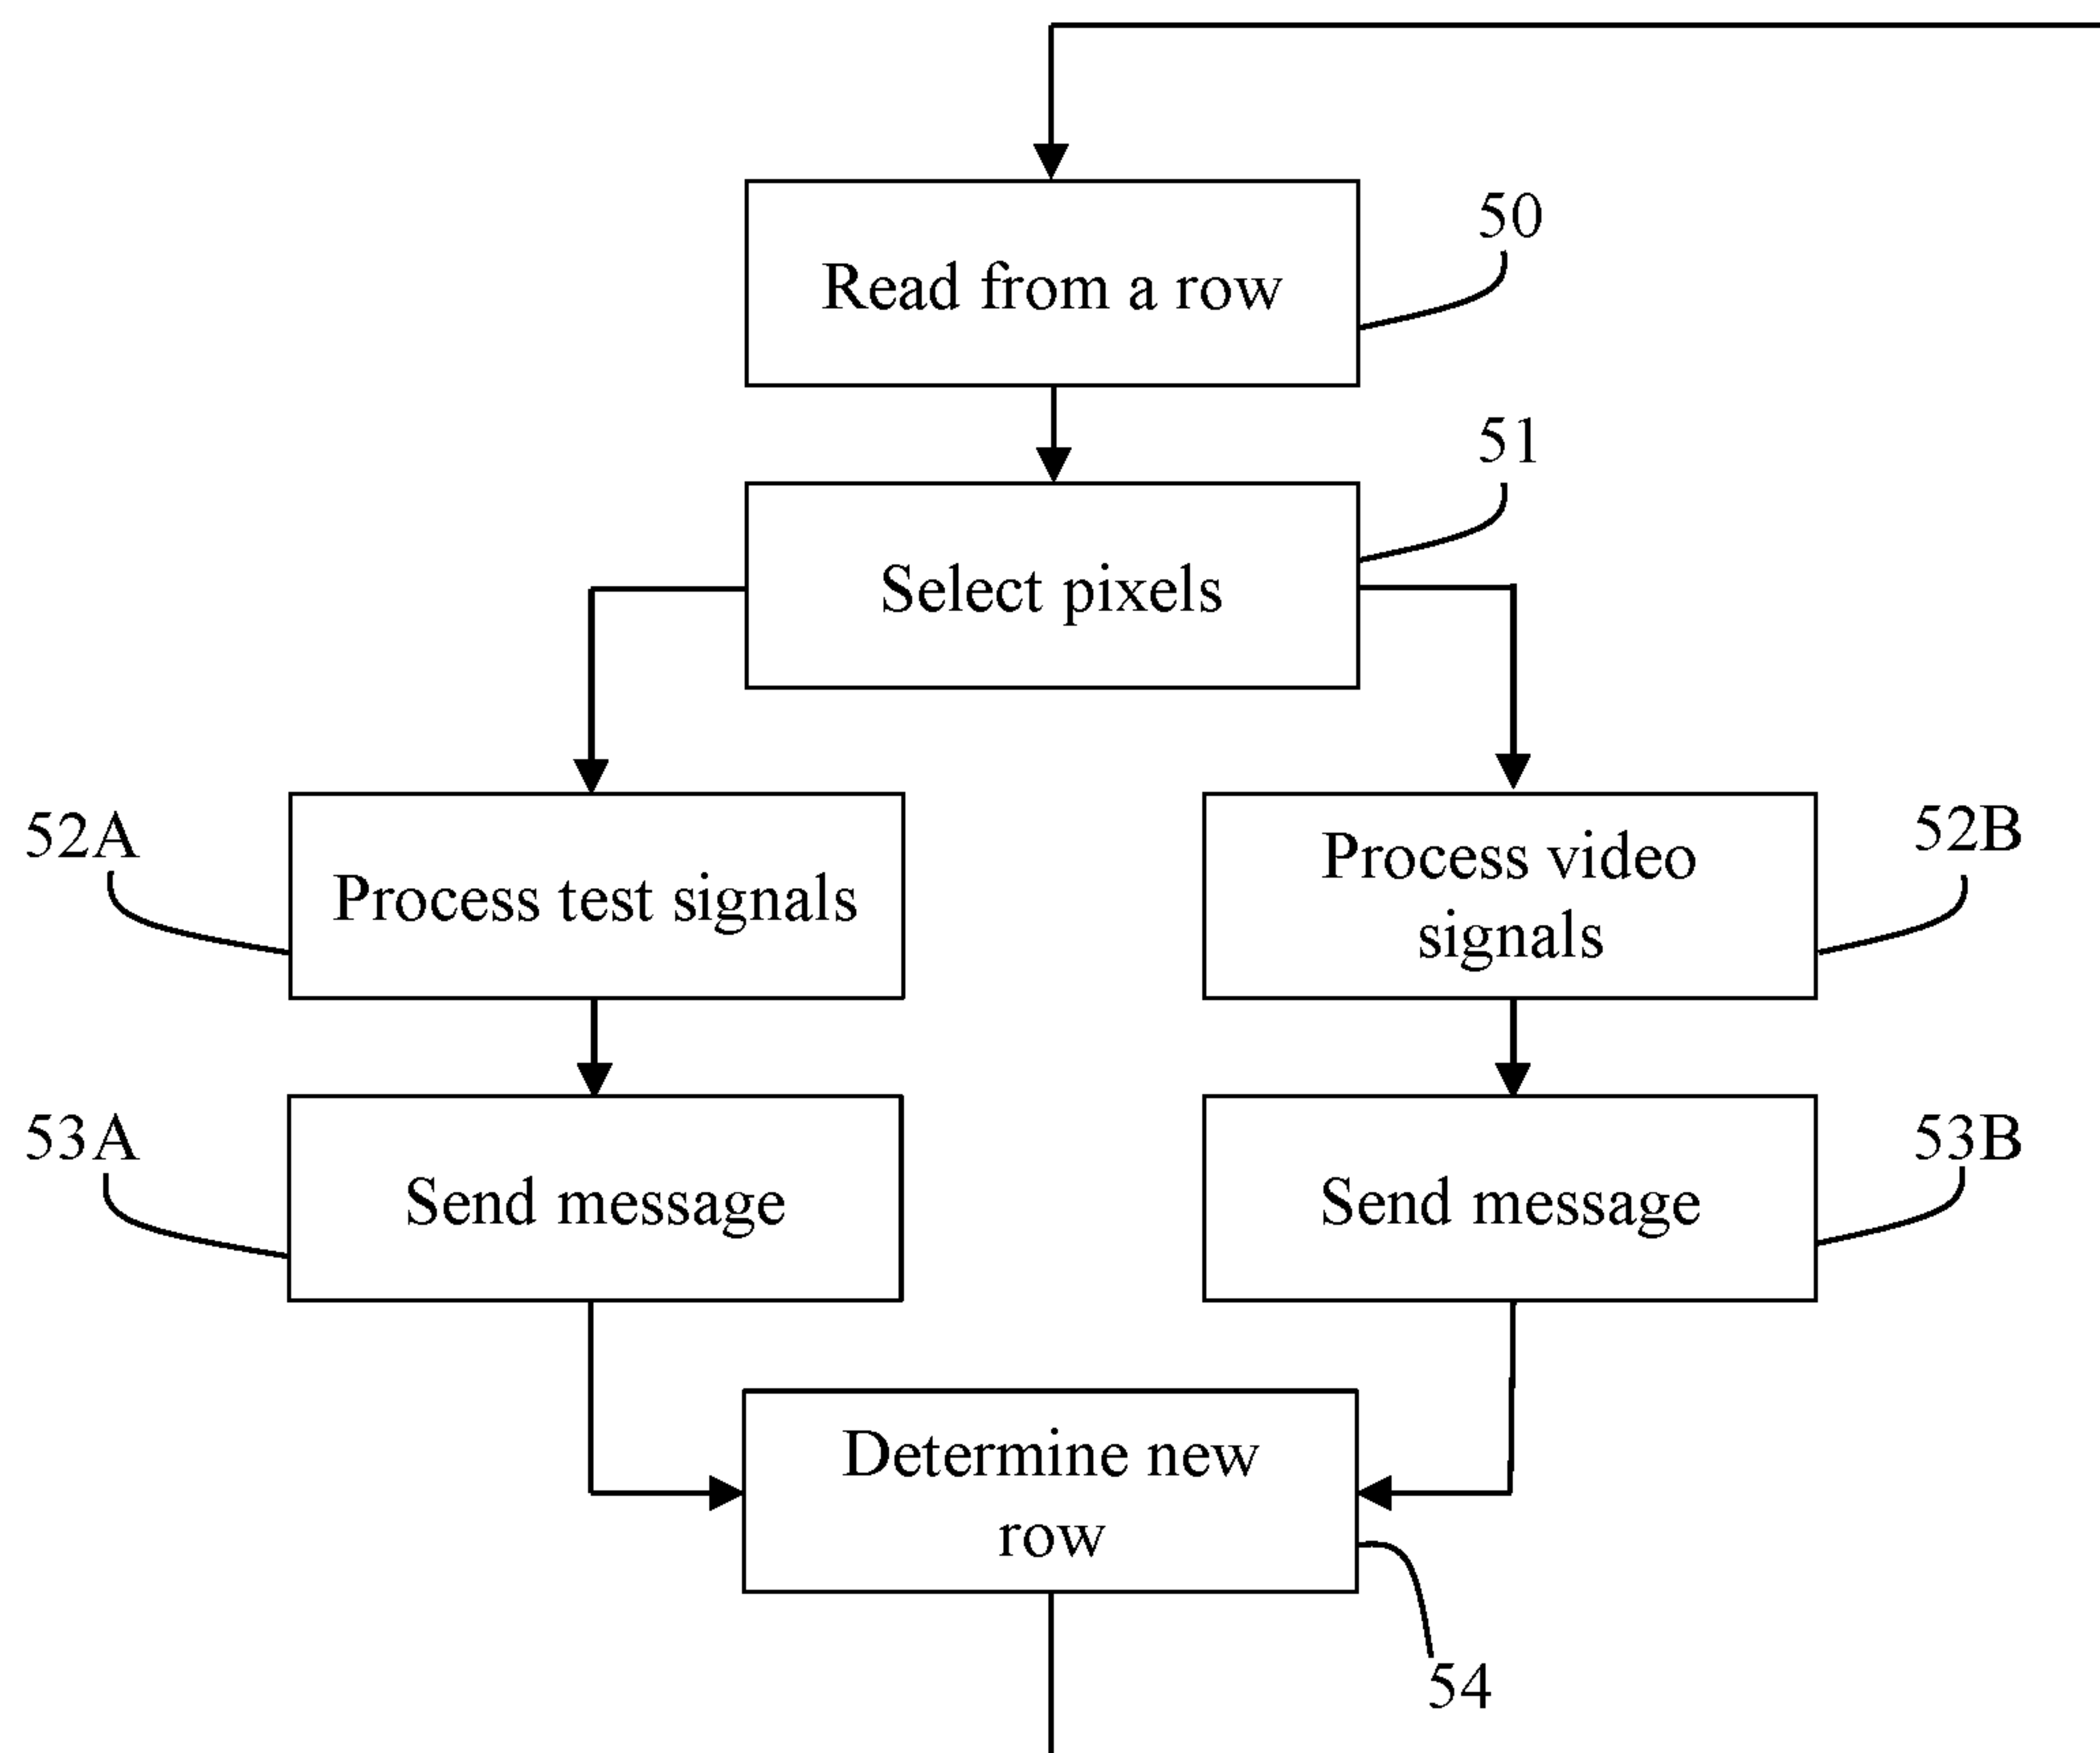 50
Read from a row
51
Select pixels
52A
Process test signals
52B
Process video
signals
53A
Send message
53B
Send message
Determine new
row
54